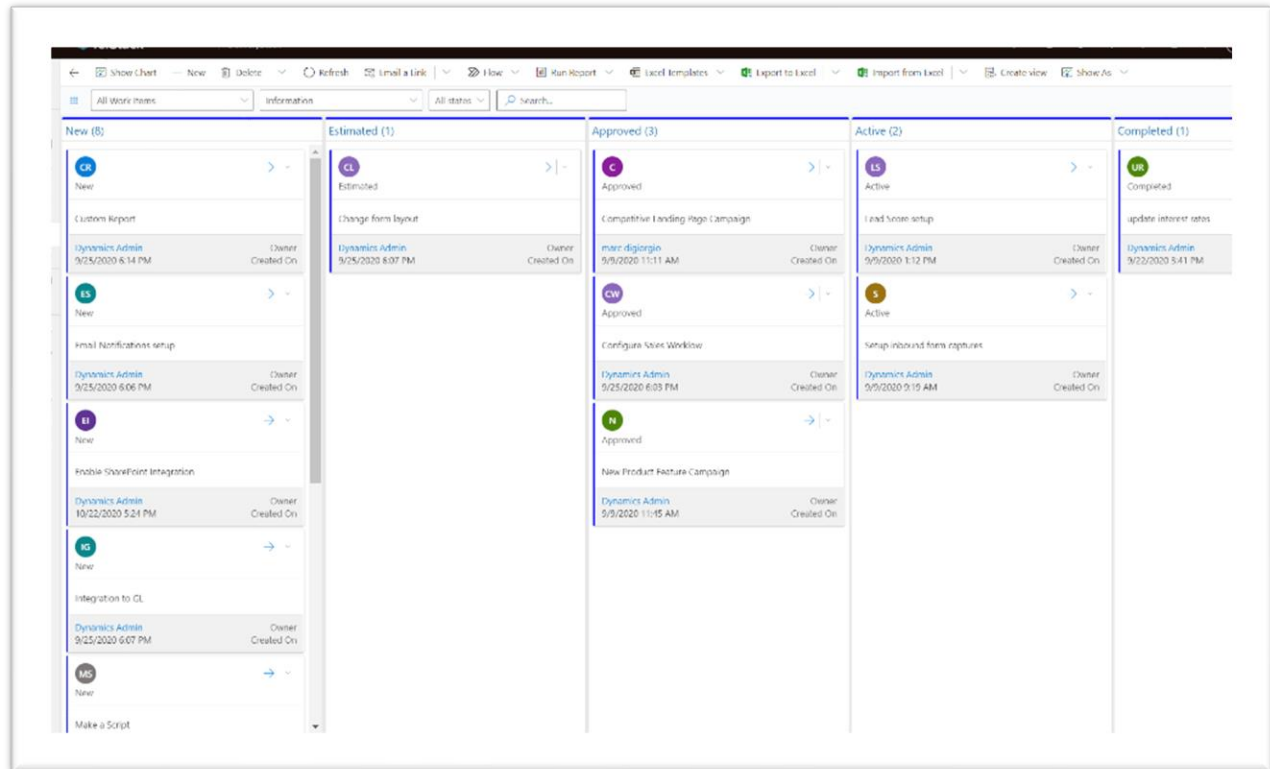 Show Chart New Delete Refresh Email a Link Flow Run Report Excel Templates Export to Excel Import from Excel Create view Show As
All Work Items Information All states Search...
New (8)
CR
New
Custom Report
Dynamics Admin Owner
9/25/2020 6:14 PM Created On
ES
New
Email Notifications setup
Dynamics Admin Owner
9/25/2020 6:06 PM Created On
EI
New
Enable SharePoint Integration
Dynamics Admin Owner
10/22/2020 5:24 PM Created On
IG
New
Integration to GL
Dynamics Admin Owner
9/25/2020 6:07 PM Created On
MS
New
Make a Script
Estimated (1)
CL
Estimated
Change form layout
Dynamics Admin Owner
9/25/2020 6:07 PM Created On
Approved (3)
C
Approved
Competitive Landing Page Campaign
marc digiorgio Owner
9/9/2020 11:11 AM Created On
CW
Approved
Configure Sales Worklow
Dynamics Admin Owner
9/25/2020 6:03 PM Created On
N
Approved
New Product Feature Campaign
Dynamics Admin Owner
9/9/2020 11:45 AM Created On
Active (2)
LS
Active
Lead Score setup
Dynamics Admin Owner
9/9/2020 1:12 PM Created On
S
Active
Setup inbound form captures
Dynamics Admin Owner
9/9/2020 9:19 AM Created On
Completed (1)
UR
Completed
update interest rates
Dynamics Admin
9/22/2020 3:41 PM